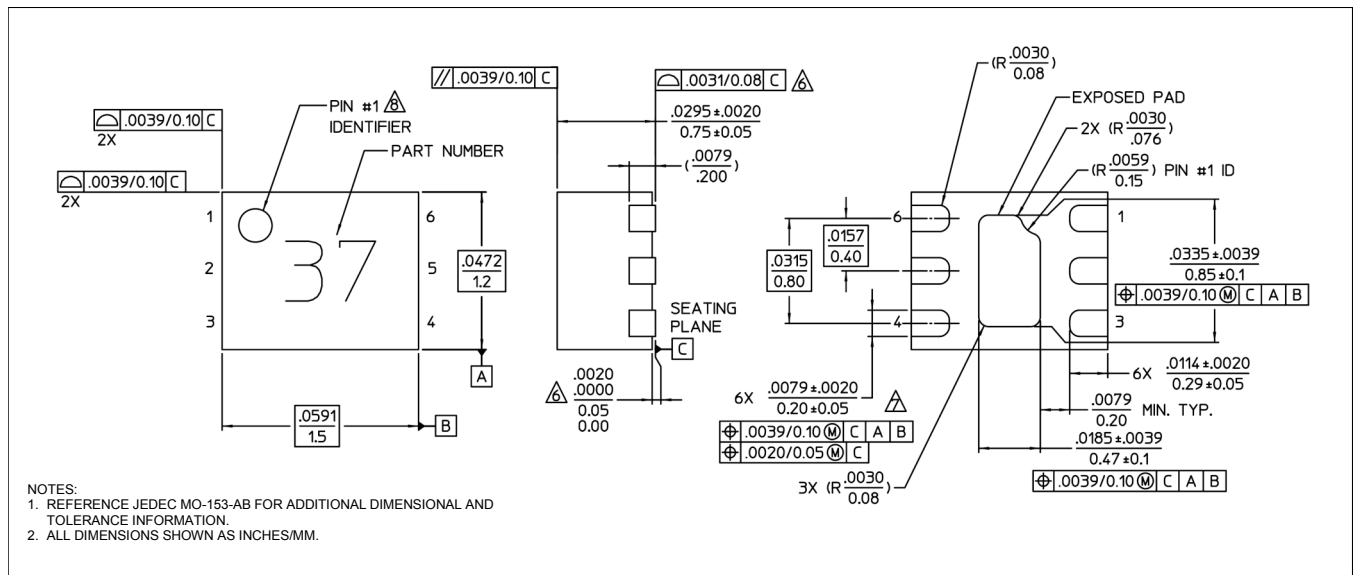 ⌓ .0039/0.10 C
2X
⌓ .0039/0.10 C
2X
PIN #1 8
IDENTIFIER
PART NUMBER
1
2
3
37
6
5
4
.0472
1.2
A
.0591
1.5
B
// .0039/0.10 C
⌓ .0031/0.08 C 6
.0295±.0020
0.75±0.05
(.0079
.200)
SEATING
PLANE
C
6 .0020
.0000
0.05
0.00
(R.0030
0.08)
EXPOSED PAD
2X (R.0030
.076)
(R.0059
0.15) PIN #1 ID
6
4
1
3
.0157
0.40
.0315
0.80
.0335±.0039
0.85±0.1
⌖ .0039/0.10 Ⓜ C A B
6X .0114±.0020
0.29±0.05
.0079
0.20 MIN. TYP.
.0185±.0039
0.47±0.1
⌖ .0039/0.10 Ⓜ C A B
6X .0079±.0020
0.20±0.05 7
⌖ .0039/0.10 Ⓜ C A B
⌖ .0020/0.05 Ⓜ C
3X (R.0030
0.08)
NOTES:
1. REFERENCE JEDEC MO-153-AB FOR ADDITIONAL DIMENSIONAL AND
TOLERANCE INFORMATION.
2. ALL DIMENSIONS SHOWN AS INCHES/MM.